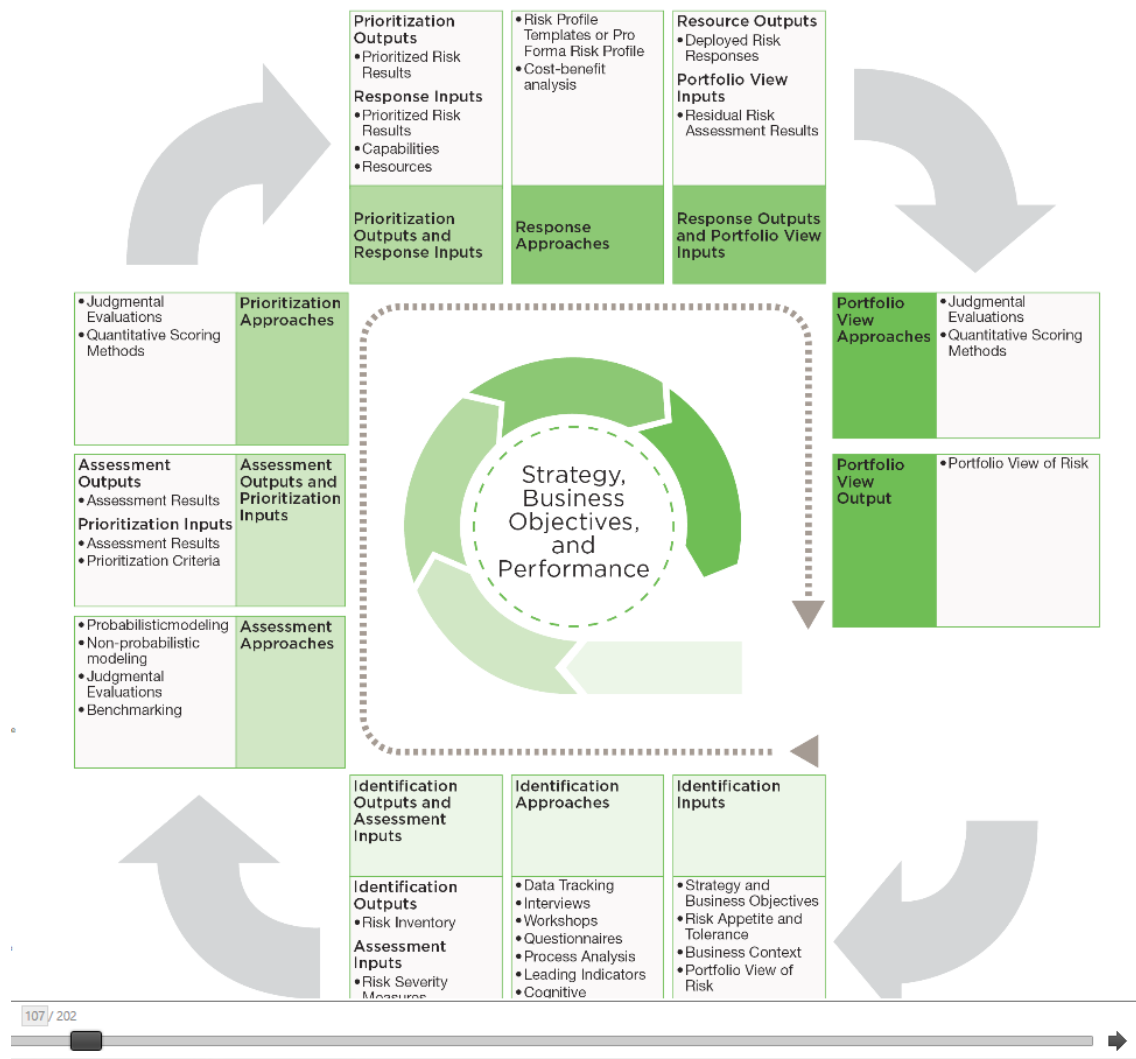 Prioritization
Outputs
•Prioritized Risk
Results
Response Inputs
•Prioritized Risk
Results
•Capabilities
•Resources
Prioritization
Outputs and
Response Inputs
•Risk Profile
Templates or Pro
Forma Risk Profile
•Cost-benefit
analysis
Response
Approaches
Resource Outputs
•Deployed Risk
Responses
Portfolio View
Inputs
•Residual Risk
Assessment Results
Response Outputs
and Portfolio View
Inputs
•Judgmental
Evaluations
•Quantitative Scoring
Methods
Prioritization
Approaches
Portfolio
View
Approaches
•Judgmental
Evaluations
•Quantitative Scoring
Methods
Assessment
Outputs
•Assessment Results
Prioritization Inputs
•Assessment Results
•Prioritization Criteria
Assessment
Outputs and
Prioritization
Inputs
Strategy,
Business
Objectives,
and
Performance
Portfolio
View
Output
•Portfolio View of Risk
•Probabilisticmodeling
•Non-probabilistic
modeling
•Judgmental
Evaluations
•Benchmarking
Assessment
Approaches
Identification
Outputs and
Assessment
Inputs
Identification
Outputs
•Risk Inventory
Assessment
Inputs
•Risk Severity
Measures
Identification
Approaches
•Data Tracking
•Interviews
•Workshops
•Questionnaires
•Process Analysis
•Leading Indicators
•Cognitive
Identification
Inputs
•Strategy and
Business Objectives
•Risk Appetite and
Tolerance
•Business Context
•Portfolio View of
Risk
107 / 202